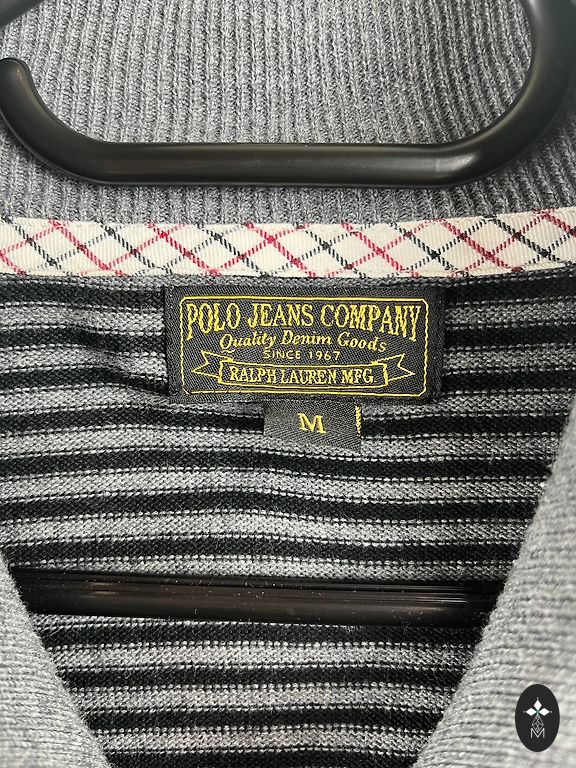 POLO JEANS COMPANY
Quality Denim Goods
SINCE 1967
RALPH LAUREN MFG.
M
M